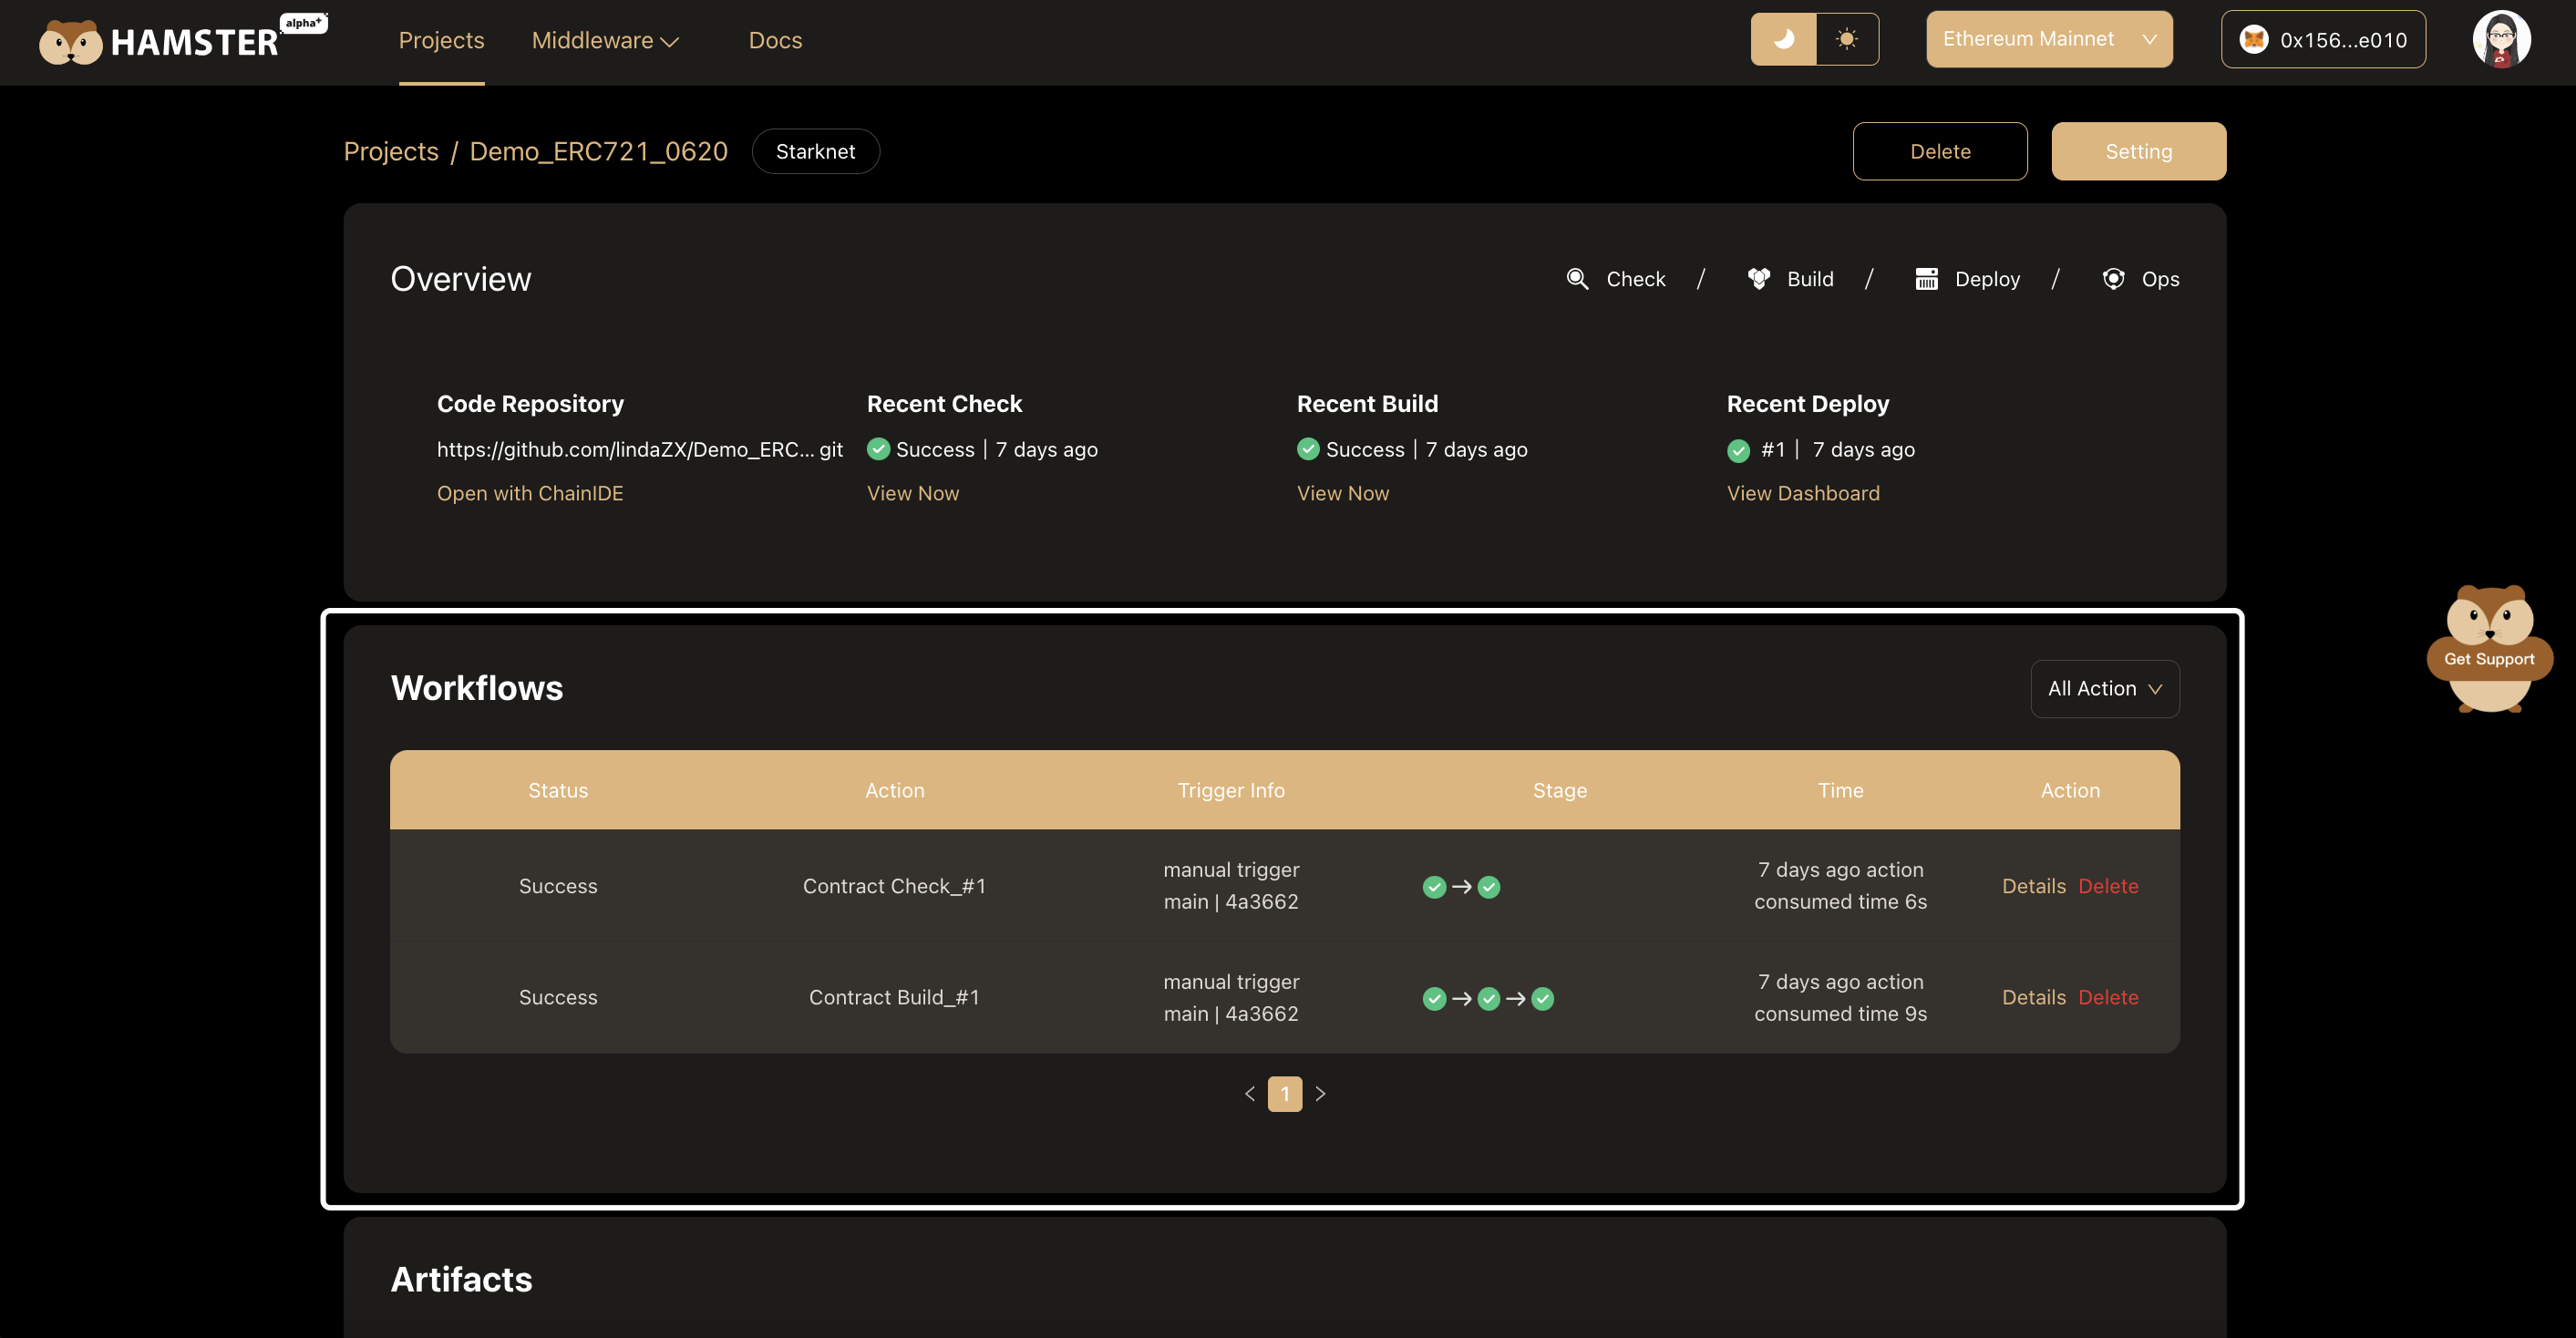 HAMSTER alpha+
Projects Middleware Docs Ethereum Mainnet 0x156...e010
Projects / Demo_ERC721_0620 Starknet Delete Setting
Overview Check / Build / Deploy / Ops
Code Repository Recent Check Recent Build Recent Deploy
https://github.com/lindaZX/Demo_ERC... git Success | 7 days ago Success | 7 days ago #1 | 7 days ago
Open with ChainIDE View Now View Now View Dashboard
Get Support
Workflows All Action
Status Action Trigger Info Stage Time Action
Success Contract Check_#1 manual trigger 7 days ago action Details Delete
main | 4a3662 consumed time 6s
Success Contract Build_#1 manual trigger 7 days ago action Details Delete
main | 4a3662 consumed time 9s
< 1 >
Artifacts